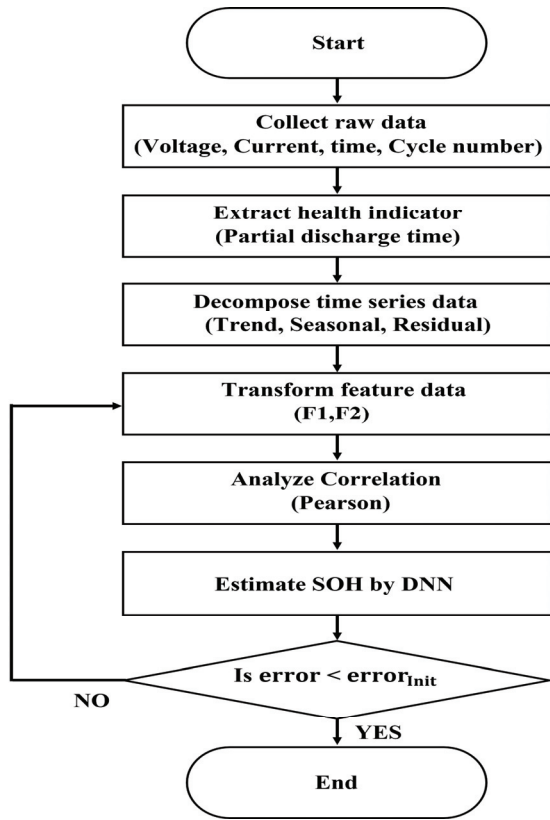 Start
Collect raw data
(Voltage, Current, time, Cycle number)
Extract health indicator
(Partial discharge time)
Decompose time series data
(Trend, Seasonal, Residual)
Transform feature data
(F1,F2)
Analyze Correlation
(Pearson)
Estimate SOH by DNN
Is error < error_Init
NO
YES
End